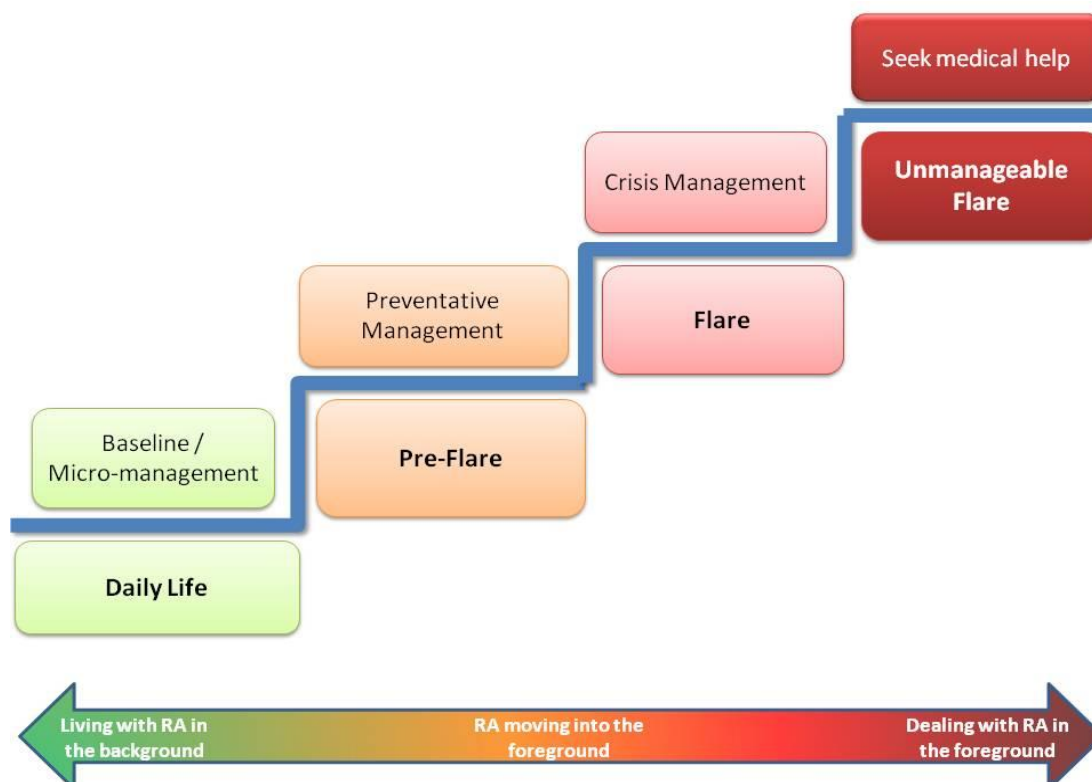 Seek medical help
Unmanageable
Flare
Crisis Management
Flare
Preventative
Management
Pre-Flare
Baseline /
Micro-management
Daily Life
Living with RA in
the background
RA moving into the
foreground
Dealing with RA in
the foreground